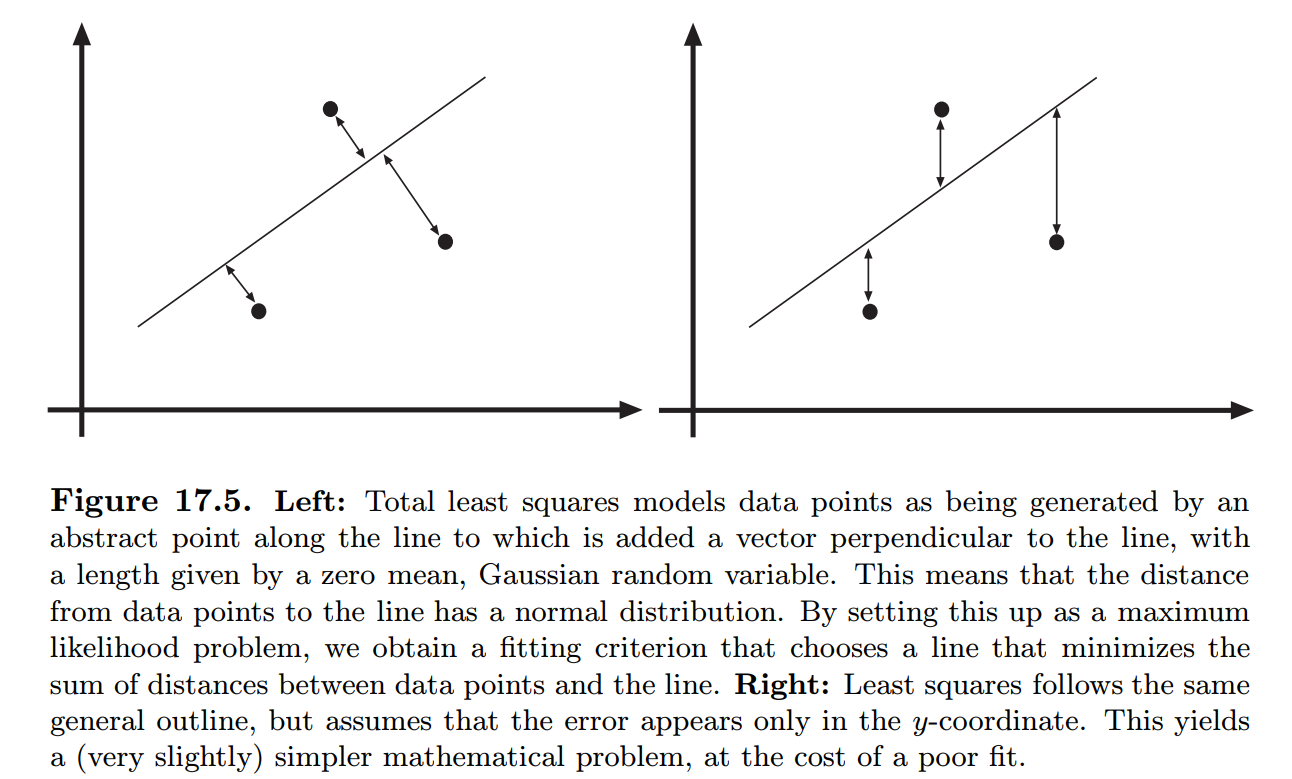 Figure 17.5. Left: Total least squares models data points as being generated by an
abstract point along the line to which is added a vector perpendicular to the line, with
a length given by a zero mean, Gaussian random variable. This means that the distance
from data points to the line has a normal distribution. By setting this up as a maximum
likelihood problem, we obtain a fitting criterion that chooses a line that minimizes the
sum of distances between data points and the line. Right: Least squares follows the same
general outline, but assumes that the error appears only in the y-coordinate. This yields
a (very slightly) simpler mathematical problem, at the cost of a poor fit.